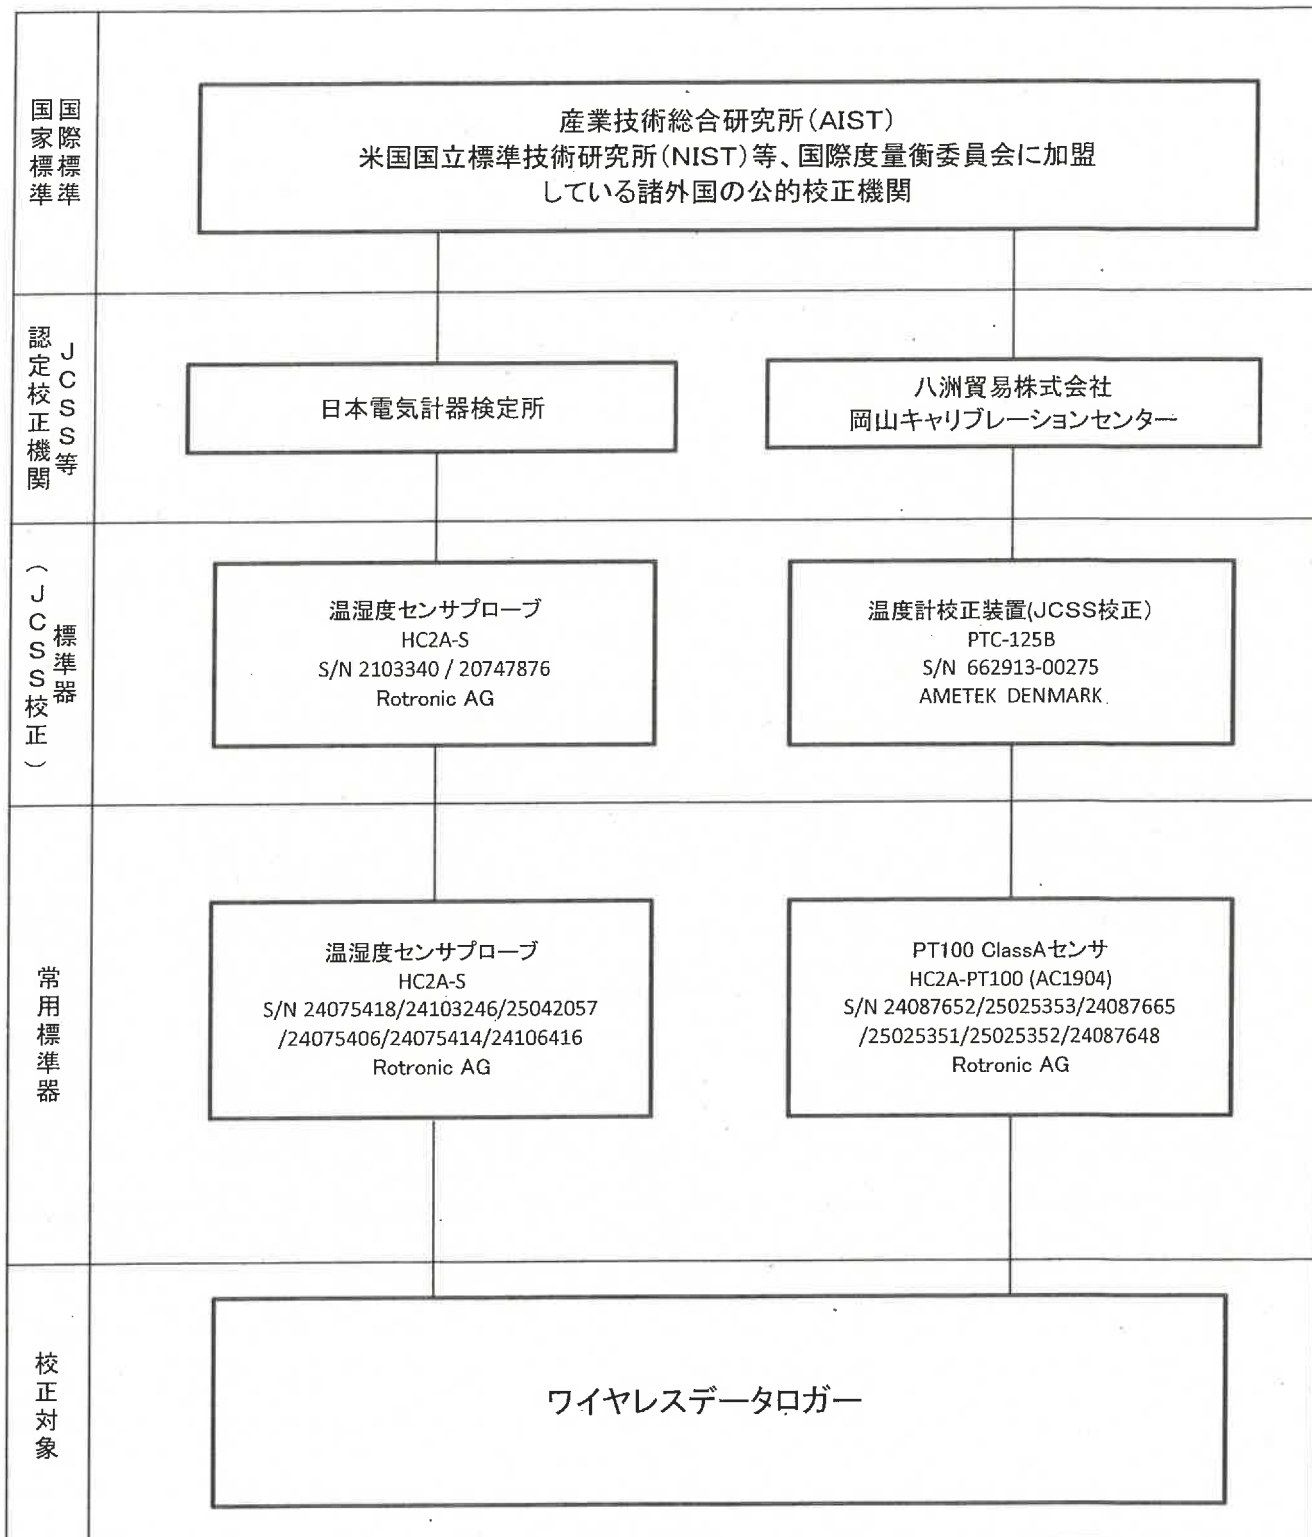 国際標準
国家標準
産業技術総合研究所(AIST)
米国国立標準技術研究所(NIST)等、国際度量衡委員会に加盟
している諸外国の公的校正機関
JCSS等
認定校正機関
日本電気計器検定所
八洲貿易株式会社
岡山キャリブレーションセンター
標準器
(JCSS校正)
温湿度センサプローブ
HC2A-S
S/N 2103340 / 20747876
Rotronic AG
温度計校正装置(JCSS校正)
PTC-125B
S/N 662913-00275
AMETEK DENMARK
常用標準器
温湿度センサプローブ
HC2A-S
S/N 24075418/24103246/25042057
/24075406/24075414/24106416
Rotronic AG
PT100 ClassAセンサ
HC2A-PT100 (AC1904)
S/N 24087652/25025353/24087665
/25025351/25025352/24087648
Rotronic AG
校正対象
ワイヤレスデータロガー